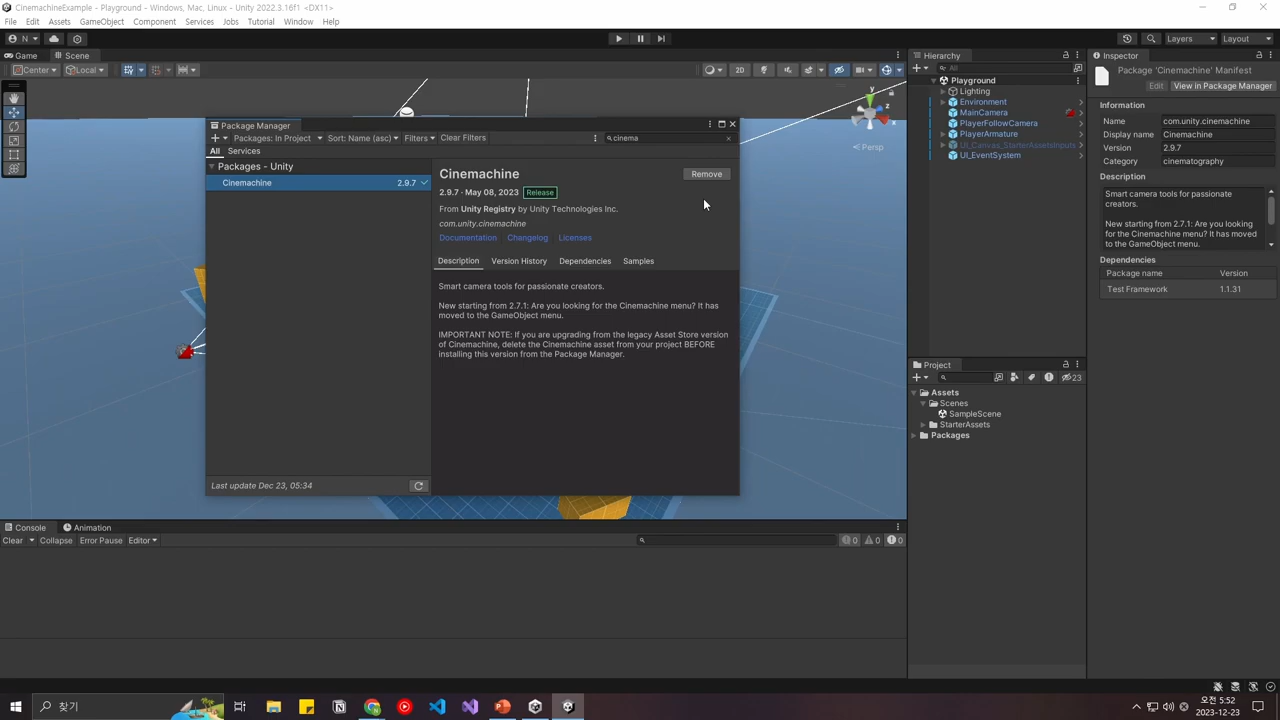 CinemachineExample - Playground - Windows, Mac, Linux - Unity 2022.3.16f1 <DX11>
File Edit Assets GameObject Component Services Jobs Tutorial Window Help
N
Layers
Layout
Game
Scene
Center
Local
2D
y
z
Persp
Package Manager
Packages: In Project
Sort: Name (asc)
Filters
Clear Filters
cinema
All Services
Packages - Unity
Cinemachine 2.9.7
Last update Dec 23, 05:34
Cinemachine
Remove
2.9.7 · May 08, 2023 Release
From Unity Registry by Unity Technologies Inc.
com.unity.cinemachine
Documentation Changelog Licenses
Description Version History Dependencies Samples
Smart camera tools for passionate creators.
New starting from 2.7.1: Are you looking for the Cinemachine menu? It has
moved to the GameObject menu.
IMPORTANT NOTE: If you are upgrading from the legacy Asset Store version
of Cinemachine, delete the Cinemachine asset from your project BEFORE
installing this version from the Package Manager.
Hierarchy
All
Playground
Lighting
Environment
MainCamera
PlayerFollowCamera
PlayerArmature
UI_Canvas_StarterAssetsInputs
UI_EventSystem
Project
23
Assets
Scenes
SampleScene
StarterAssets
Packages
Inspector
Package 'Cinemachine' Manifest
Edit View in Package Manager
Information
Name com.unity.cinemachine
Display name Cinemachine
Version 2.9.7
Category cinematography
Description
Smart camera tools for passionate
creators.
New starting from 2.7.1: Are you looking
for the Cinemachine menu? It has moved
to the GameObject menu.
Dependencies
Package name Version
Test Framework 1.1.31
Console
Animation
Clear Collapse Error Pause Editor
0 0 0
찾기
오전 5:52
2023-12-23